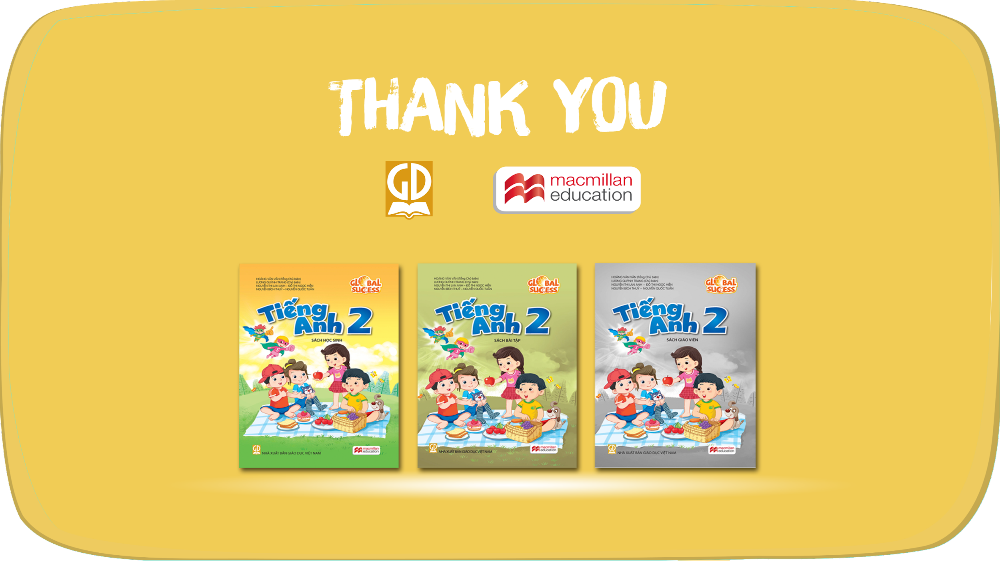 THANK YOU
GD
macmillan
education
HOÀNG VĂN VÂN (Tổng Chủ biên)
LƯƠNG QUỲNH TRANG (Chủ biên)
NGUYỄN THỊ LAN ANH – ĐỖ THỊ NGỌC HIỀN
NGUYỄN BÍCH THUỶ – NGUYỄN QUỐC TUẤN
GLOBAL
SUCCESS
Tiếng
Anh 2
SÁCH HỌC SINH
S
GD
NHÀ XUẤT BẢN GIÁO DỤC VIỆT NAM
macmillan
education
HOÀNG VĂN VÂN (Tổng Chủ biên)
LƯƠNG QUỲNH TRANG (Chủ biên)
NGUYỄN THỊ LAN ANH – ĐỖ THỊ NGỌC HIỀN
NGUYỄN BÍCH THUỶ – NGUYỄN QUỐC TUẤN
GLOBAL
SUCCESS
Tiếng
Anh 2
SÁCH BÀI TẬP
S
GD
NHÀ XUẤT BẢN GIÁO DỤC VIỆT NAM
macmillan
education
HOÀNG VĂN VÂN (Tổng Chủ biên)
LƯƠNG QUỲNH TRANG (Chủ biên)
NGUYỄN THỊ LAN ANH – ĐỖ THỊ NGỌC HIỀN
NGUYỄN BÍCH THUỶ – NGUYỄN QUỐC TUẤN
GLOBAL
SUCCESS
Tiếng
Anh 2
SÁCH GIÁO VIÊN
S
GD
NHÀ XUẤT BẢN GIÁO DỤC VIỆT NAM
macmillan
education